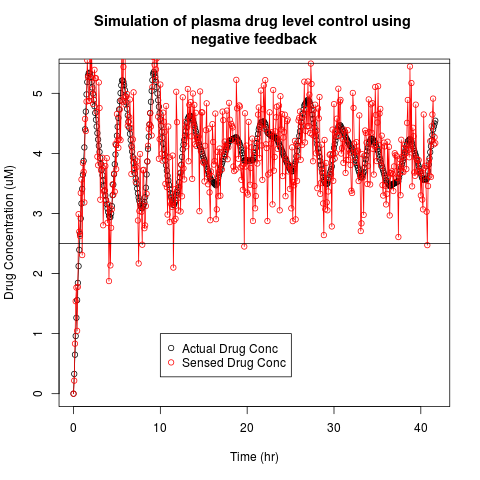 Simulation of plasma drug level control using
negative feedback
Drug Concentration (uM)
5
4
3
2
1
0
Actual Drug Conc
Sensed Drug Conc
0 10 20 30 40
Time (hr)